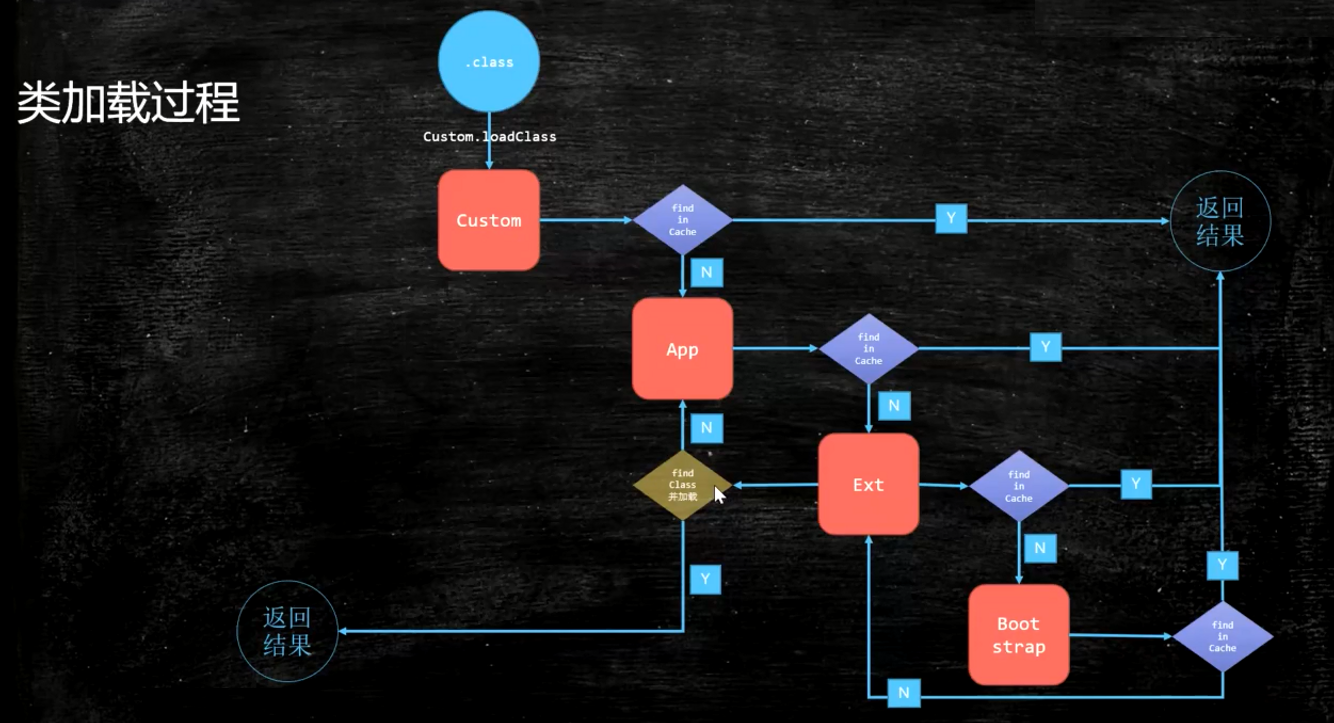 类加载过程
.class
Custom.loadClass
Custom
find
in
Cache
Y
返回
结果
N
App
find
in
Cache
Y
N
N
find
Class
并加载
Ext
find
in
Cache
Y
N
Y
Y
返回
结果
Boot
strap
find
in
Cache
N